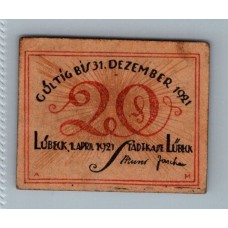 GÜLTIG BIS 31. DEZEMBER 1921
20
LÜBECK, 1. APRIL 1921 STADTKASSE LÜBECK
A M